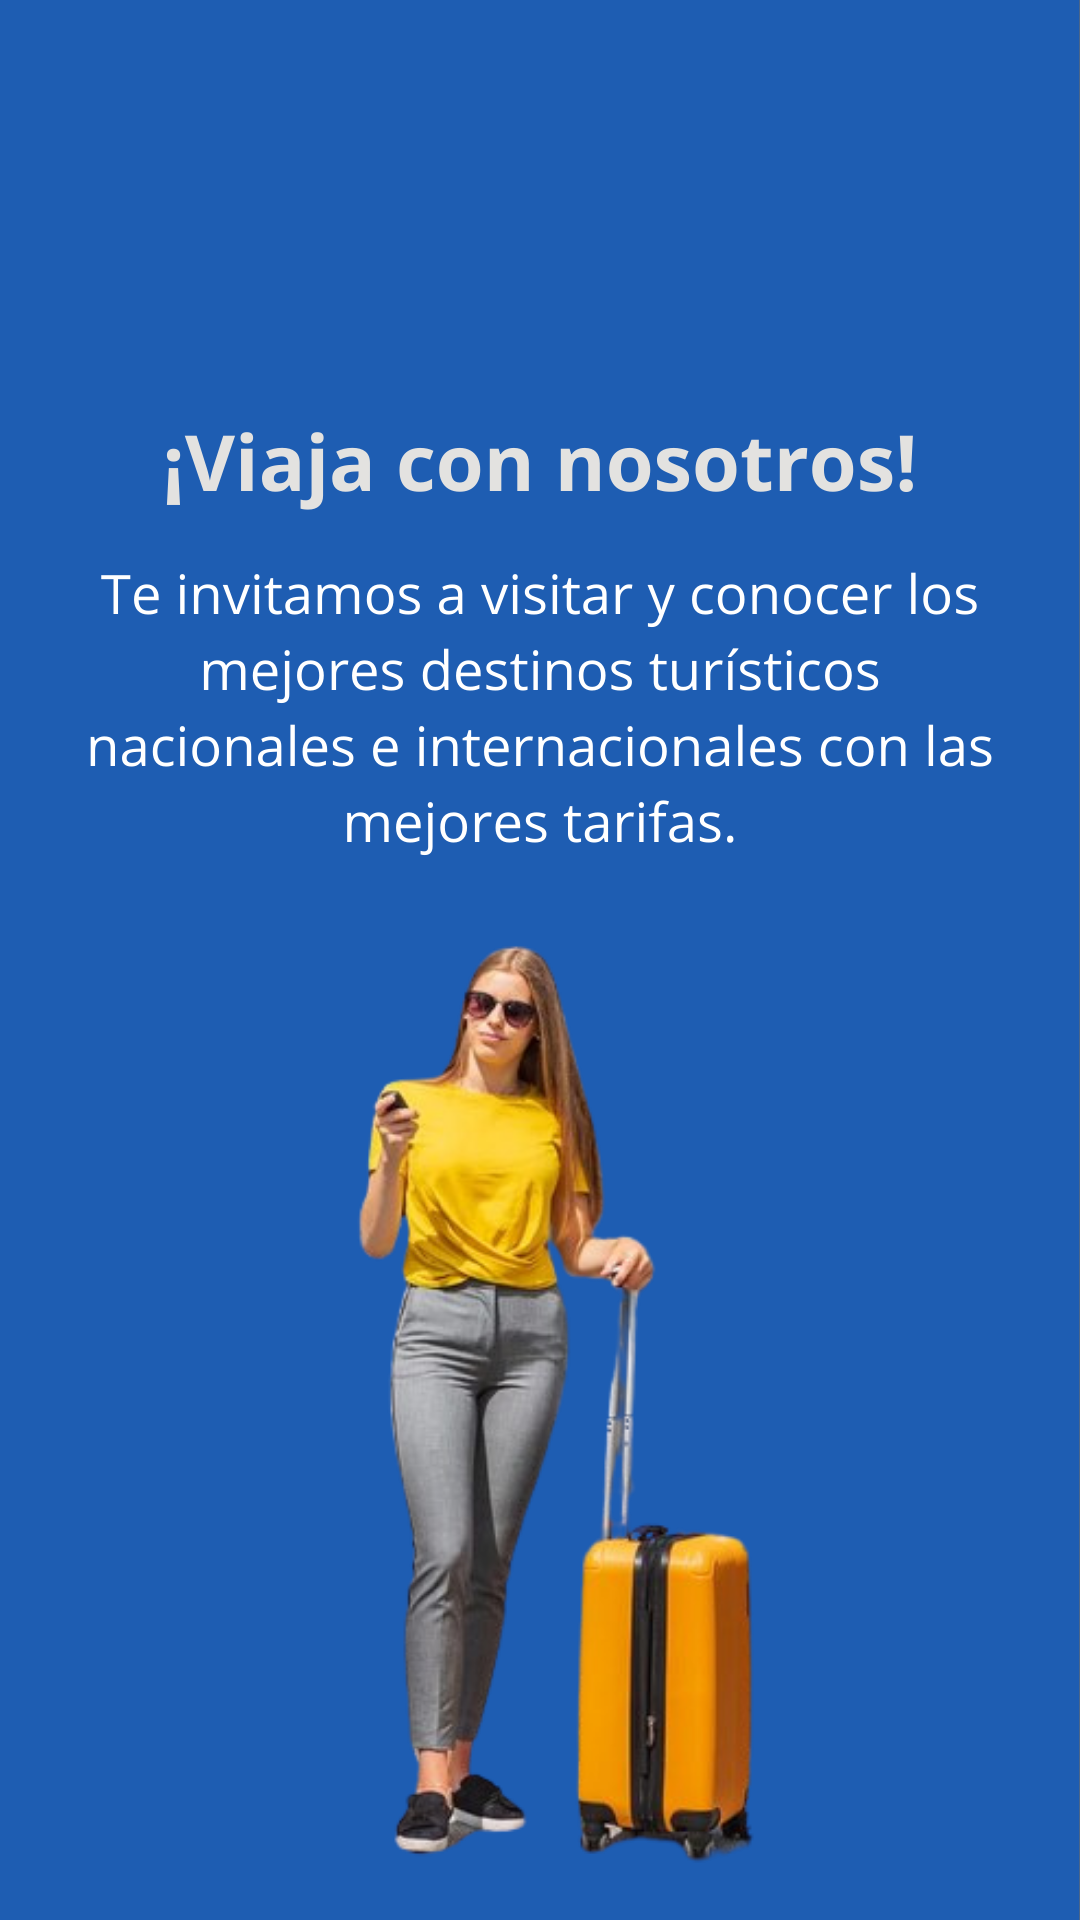 ¡Viaja con nosotros!
Te invitamos a visitar y conocer los
mejores destinos turísticos
nacionales e internacionales con las
mejores tarifas.